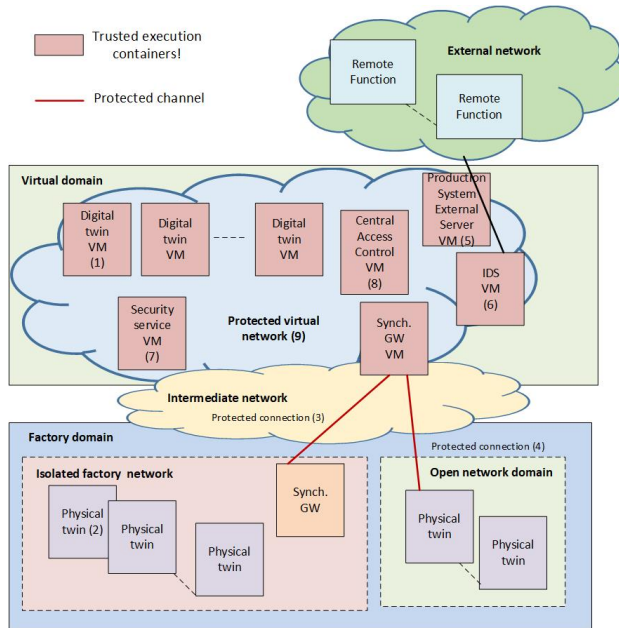 Trusted execution
containers!
Protected channel
External network
Remote
Function
Remote
Function
Virtual domain
Digital
twin
VM
(1)
Digital
twin
VM
Digital
twin
VM
Central
Access
Control
VM
(8)
Production
System
External
Server
VM (5)
IDS
VM
(6)
Security
service
VM
(7)
Protected virtual
network (9)
Synch.
GW
VM
Intermediate network
Protected connection (3)
Factory domain
Protected connection (4)
Isolated factory network
Physical
twin (2)
Physical
twin
Physical
twin
Synch.
GW
Open network domain
Physical
twin
Physical
twin